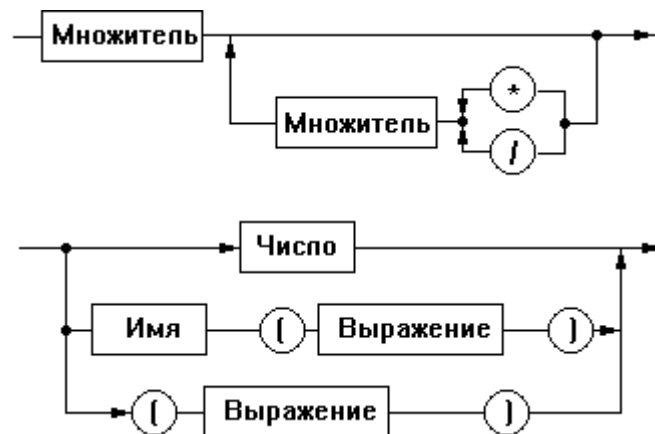 Множитель
*
Множитель
/
Число
Имя ( Выражение )
( Выражение )